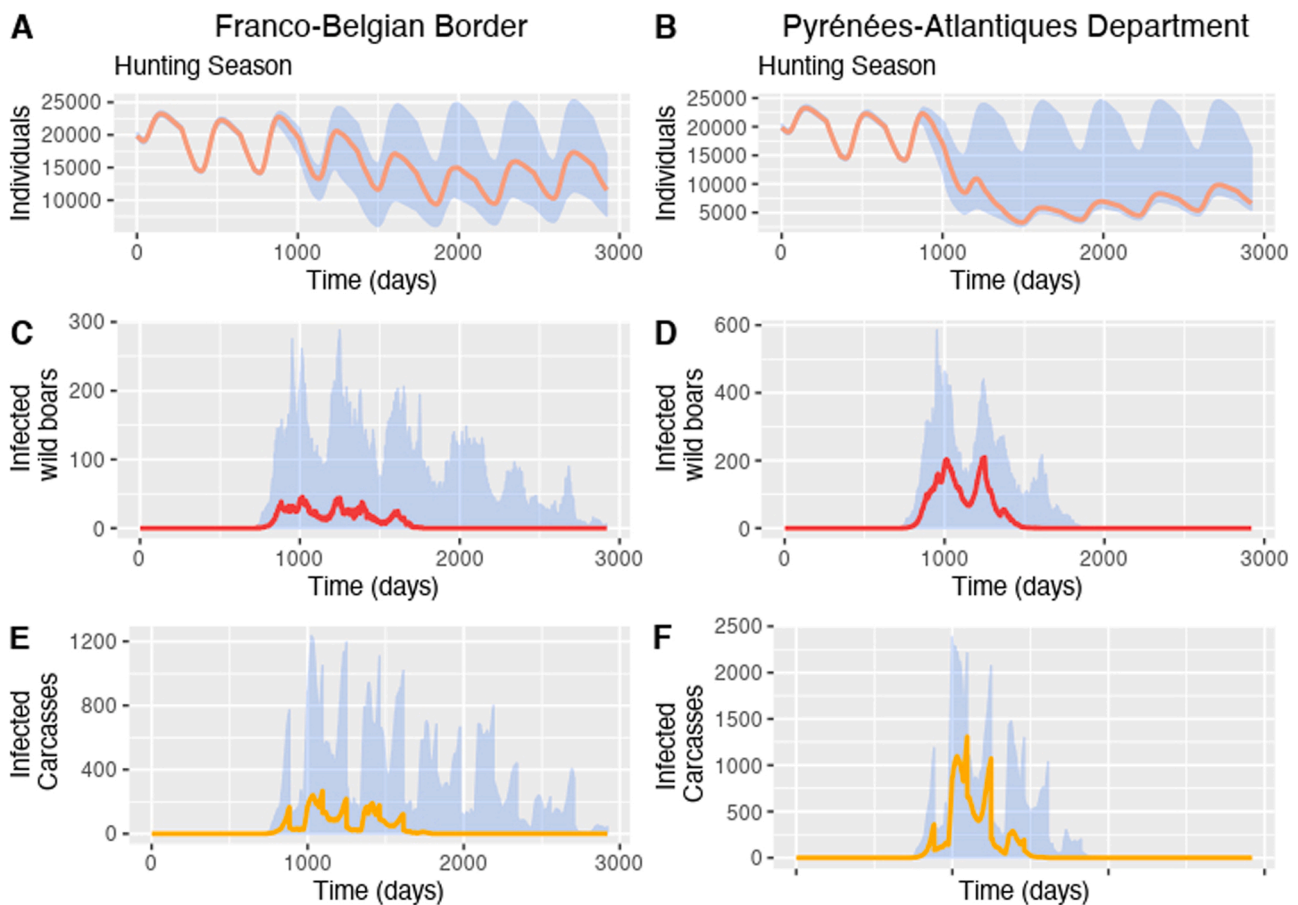 A
Franco-Belgian Border
Hunting Season
Individuals
25000
20000
15000
10000
0
1000
2000
3000
Time (days)
B
Pyrénées-Atlantiques Department
Hunting Season
Individuals
25000
20000
15000
10000
5000
0
1000
2000
3000
Time (days)
C
Infected
wild boars
300
200
100
0
0
1000
2000
3000
Time (days)
D
Infected
wild boars
600
400
200
0
0
1000
2000
3000
Time (days)
E
Infected
Carcasses
1200
800
400
0
0
1000
2000
3000
Time (days)
F
Infected
Carcasses
2500
2000
1500
1000
500
0
Time (days)